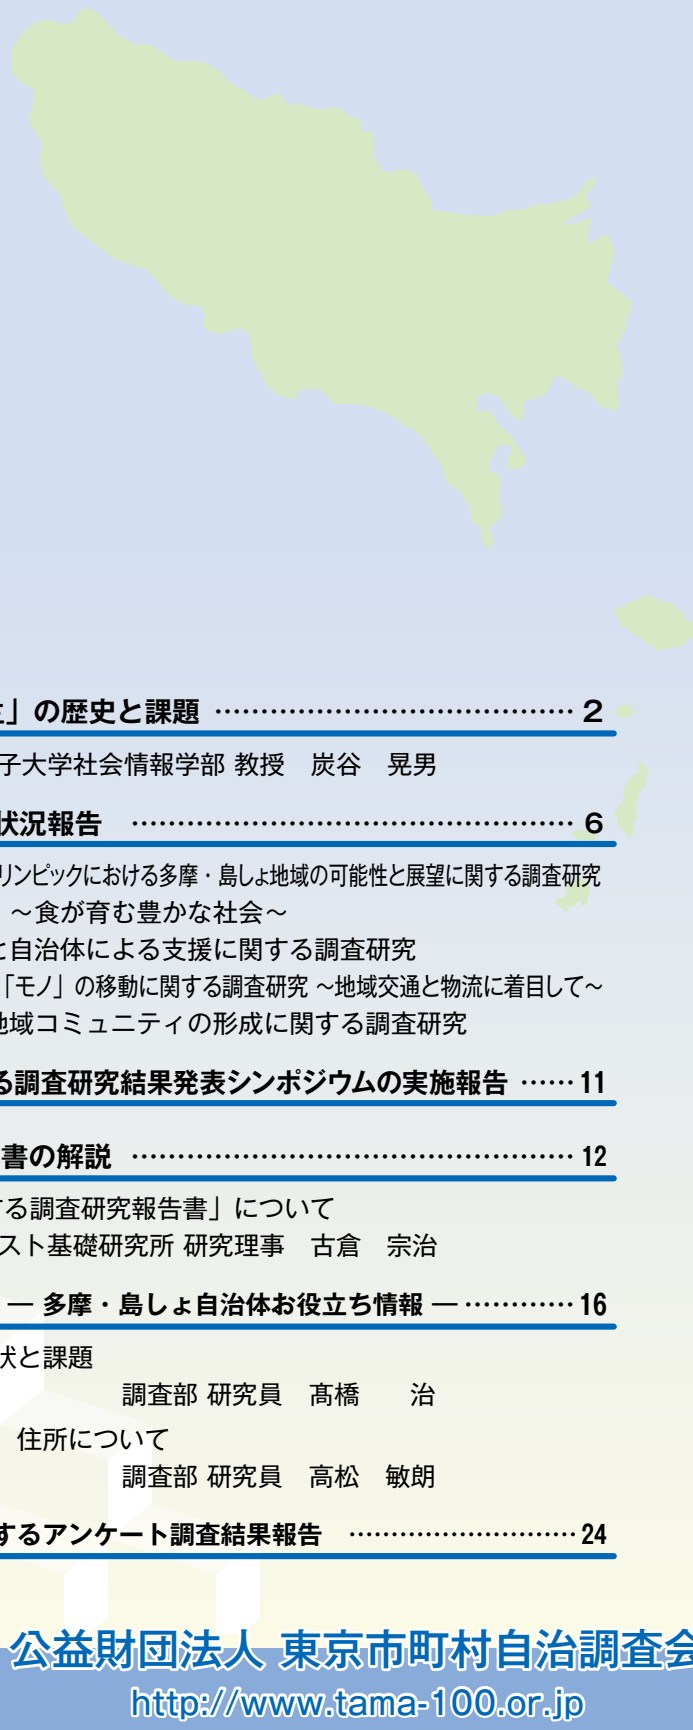 」の歴史と課題 …………………………………… 2
子大学社会情報学部 教授　炭谷　晃男
状況報告　…………………………………………… 6
リンピックにおける多摩・島しょ地域の可能性と展望に関する調査研究
～食が育む豊かな社会～
と自治体による支援に関する調査研究
「モノ」の移動に関する調査研究 ～地域交通と物流に着目して～
地域コミュニティの形成に関する調査研究
る調査研究結果発表シンポジウムの実施報告 …… 11
書の解説 …………………………………………… 12
する調査研究報告書」について
スト基礎研究所 研究理事　古倉　宗治
― 多摩・島しょ自治体お役立ち情報 ― ………… 16
状と課題
調査部 研究員　髙橋　　治
住所について
調査部 研究員　高松　敏朗
するアンケート調査結果報告　……………………… 24
公益財団法人 東京市町村自治調査会
http://www.tama-100.or.jp